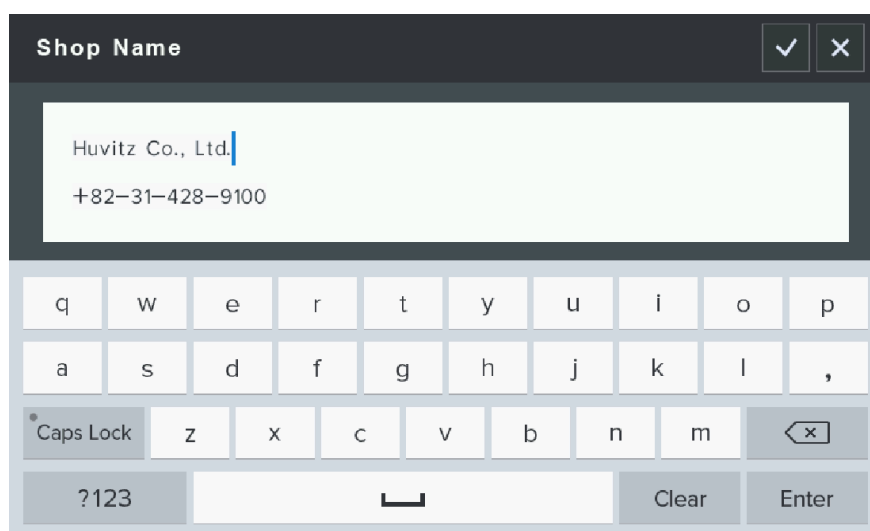 Shop Name
Huvitz Co., Ltd.
+82-31-428-9100
q w e r t y u i o p
a s d f g h j k l ,
Caps Lock z x c v b n m
?123 Clear Enter